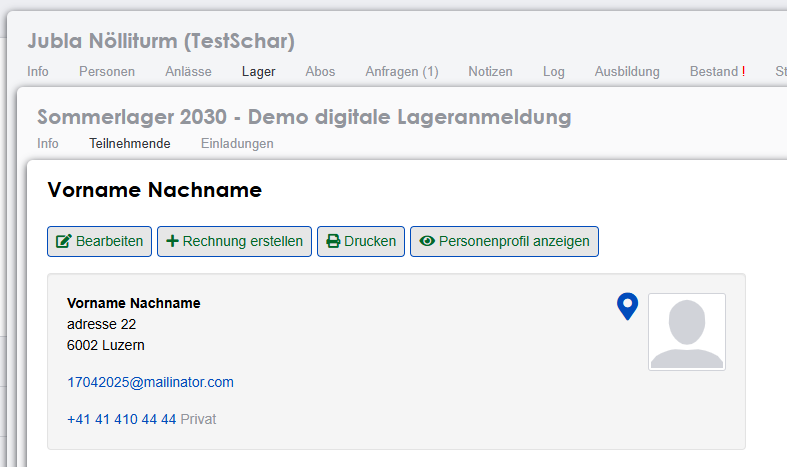 Jubla Nölliturm (TestSchar)
Info Personen Anlässe Lager Abos Anfragen (1) Notizen Log Ausbildung Bestand !
Sommerlager 2030 - Demo digitale Lageranmeldung
Info Teilnehmende Einladungen
Vorname Nachname
Bearbeiten Rechnung erstellen Drucken Personenprofil anzeigen
Vorname Nachname
adresse 22
6002 Luzern
17042025@mailinator.com
+41 41 410 44 44 Privat